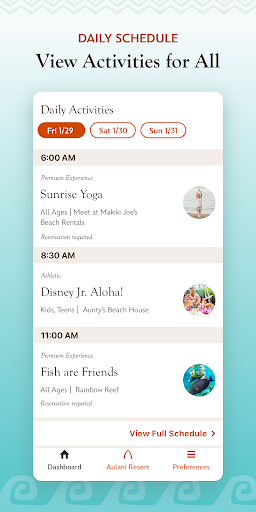 DAILY SCHEDULE
View Activities for All
Daily Activities
Fri 1/29
Sat 1/30
Sun 1/31
6:00 AM
Premium Experience
Sunrise Yoga
All Ages | Meet at Makiki Joe's
Beach Rentals
Reservation required
8:30 AM
Athletic
Disney Jr. Aloha!
Kids, Teens | Aunty's Beach House
11:00 AM
Premium Experience
Fish are Friends
All Ages | Rainbow Reef
Reservation required
View Full Schedule >
Dashboard
Aulani Resort
Preferences